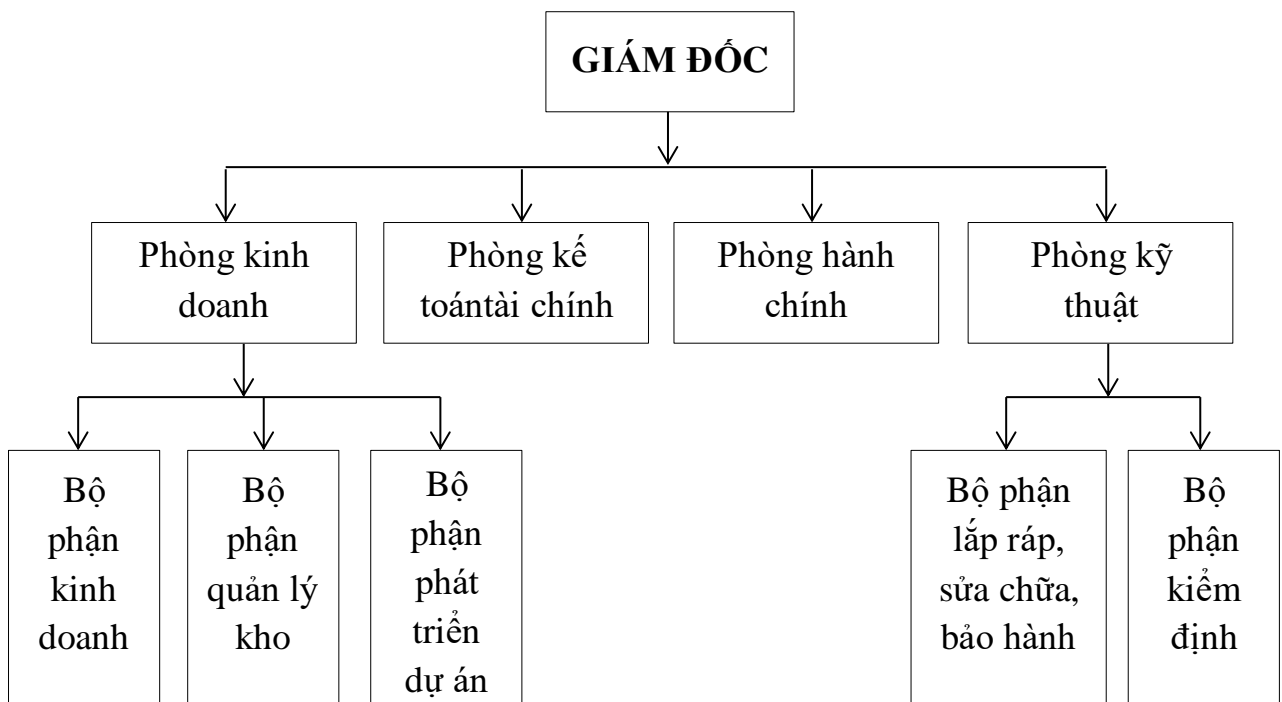 GIÁM ĐỐC
Phòng kinh
doanh
Phòng kế
toántài chính
Phòng hành
chính
Phòng kỹ
thuật
Bộ
phận
kinh
doanh
Bộ
phận
quản lý
kho
Bộ
phận
phát
triển
dự án
Bộ phận
lắp ráp,
sửa chữa,
bảo hành
Bộ
phận
kiểm
định